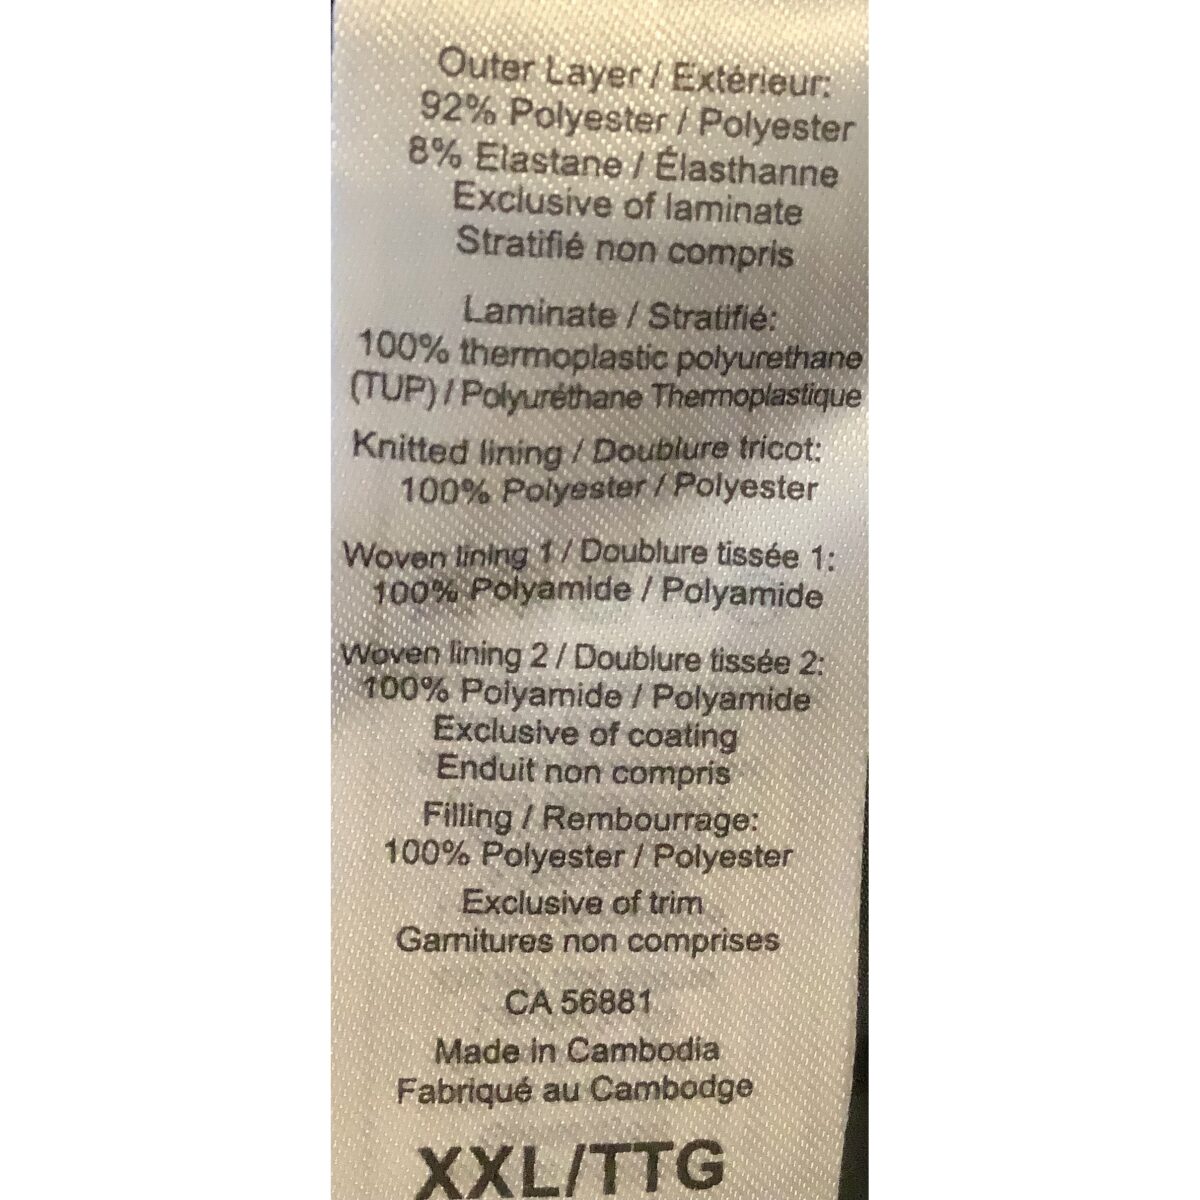 Outer Layer / Extérieur:
92% Polyester / Polyester
8% Elastane / Élasthanne
Exclusive of laminate
Stratifié non compris
Laminate / Stratifié:
100% thermoplastic polyurethane
(TUP) / Polyuréthane Thermoplastique
Knitted lining / Doublure tricot:
100% Polyester / Polyester
Woven lining 1 / Doublure tissée 1:
100% Polyamide / Polyamide
Woven lining 2 / Doublure tissée 2:
100% Polyamide / Polyamide
Exclusive of coating
Enduit non compris
Filling / Rembourrage:
100% Polyester / Polyester
Exclusive of trim
Garnitures non comprises
CA 56881
Made in Cambodia
Fabriqué au Cambodge
XXL/TTG